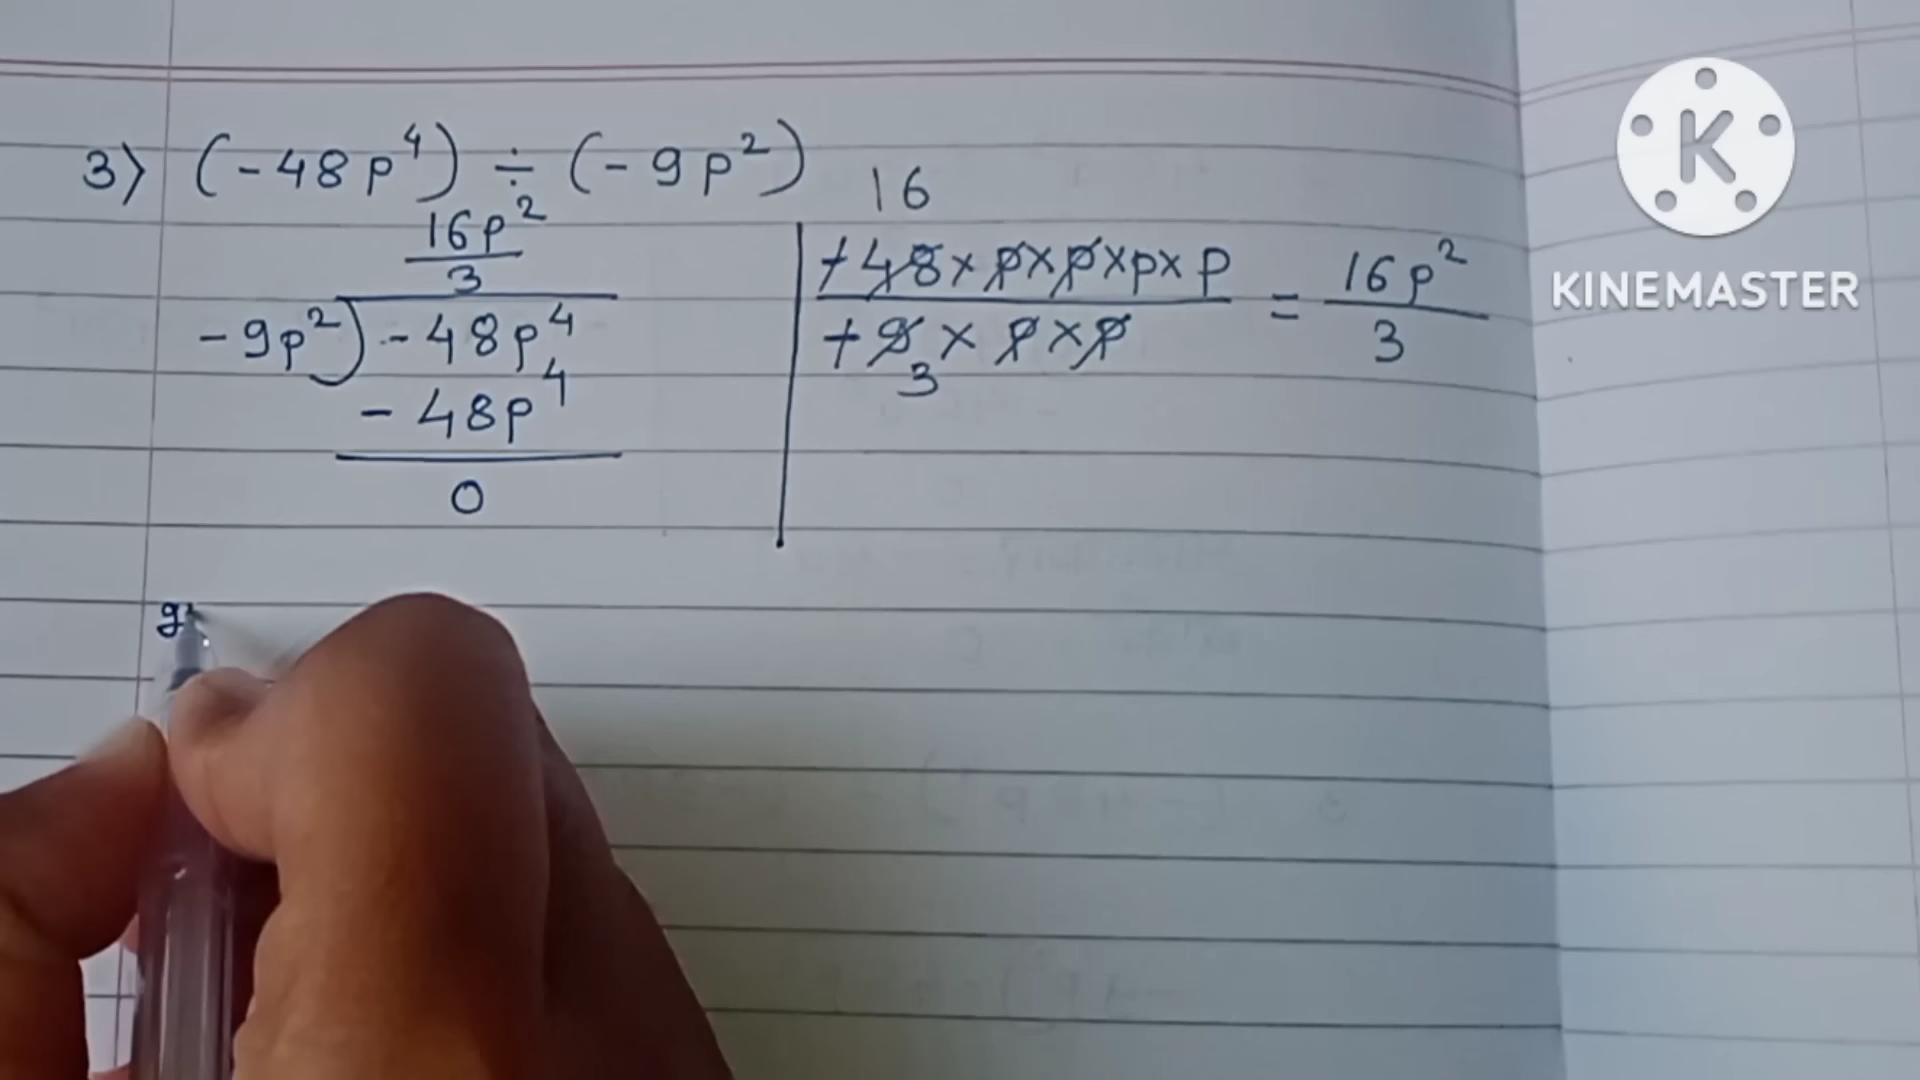 3) (-48p⁴) ÷ (-9p²)
16p²
3
-9p²) -48p⁴
-48p⁴
0
16
+48 × p × p × p × p
+9 × p × p
3
= 16p²
3
KINEMASTER